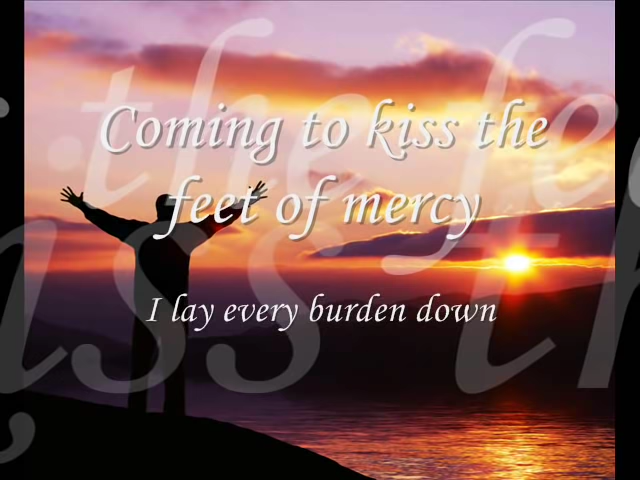 Coming to kiss the
feet of mercy
I lay every burden down